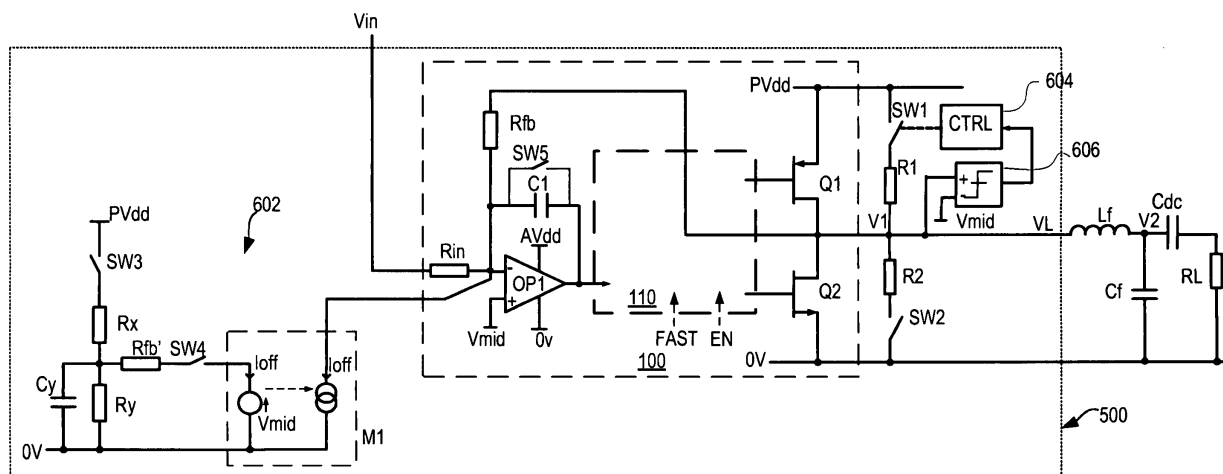 Vin
604
PVdd
SW1
CTRL
Rfb
SW5
606
C1
R1
602
Q1
PVdd
Vmid
Cdc
AVdd
V1
VL
Lf
V2
SW3
Rin
OP1
R2
Q2
RL
110
Cf
Rx
Vmid
0v
FAST
EN
SW2
Rfb'
SW4
100
0V
Ioff
Ioff
Cy
Ry
Vmid
M1
500
0V